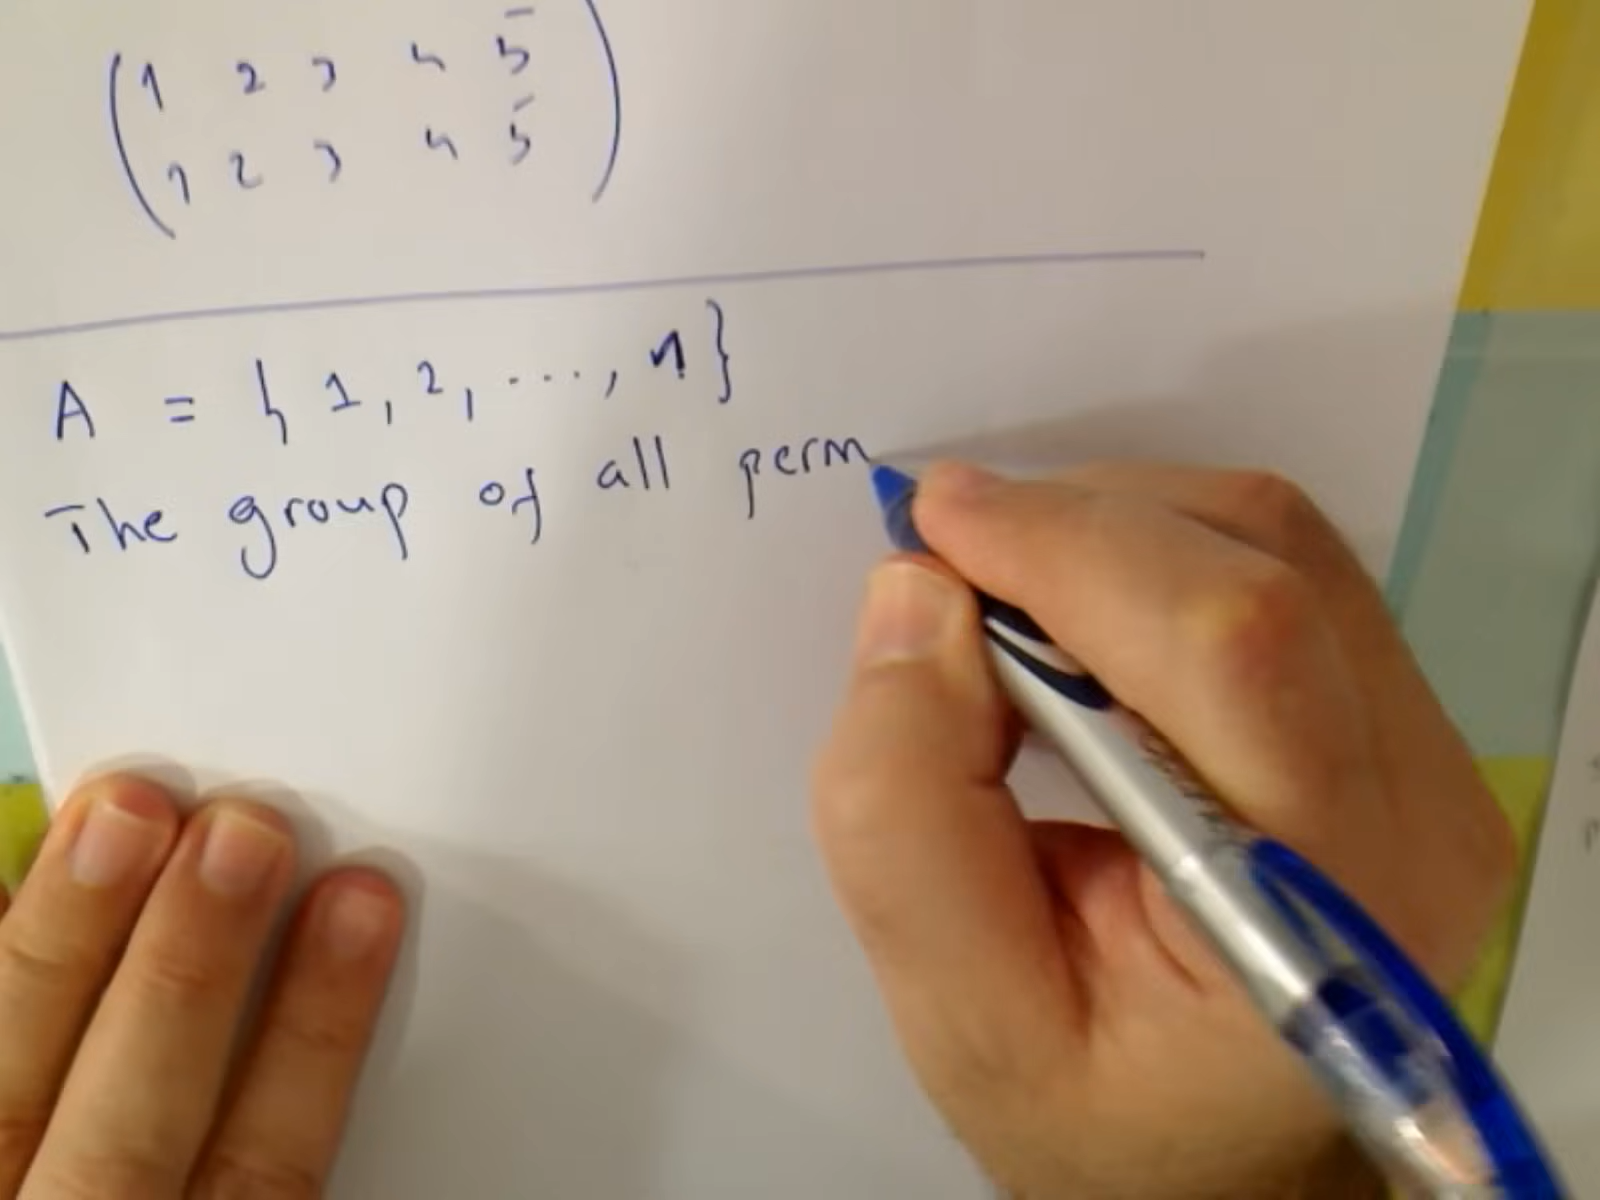 ( 1 2 3 4 5 )
( 1 2 3 4 5 )
A = { 1, 2, ..., n }
The group of all perm